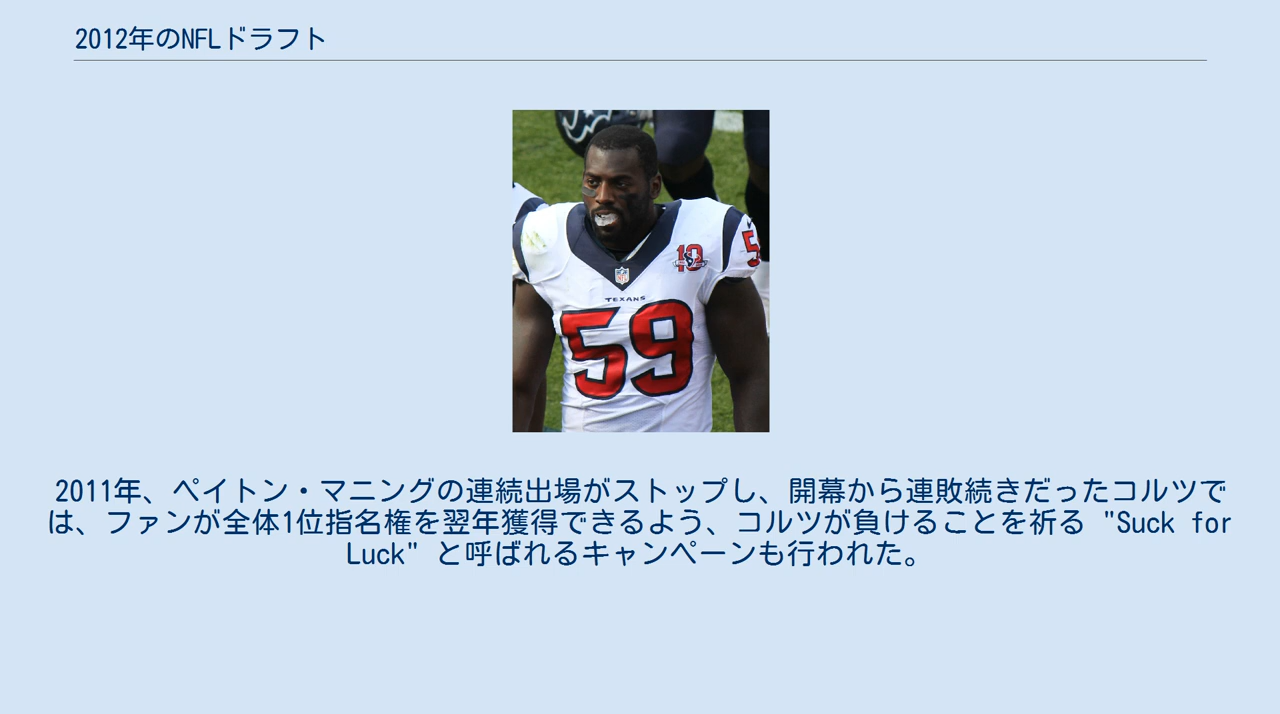 2012年のNFLドラフト
10
5
TEXANS
59
2011年、ペイトン・マニングの連続出場がストップし、開幕から連敗続きだったコルツで
は、ファンが全体1位指名権を翌年獲得できるよう、コルツが負けることを祈る "Suck for
Luck" と呼ばれるキャンペーンも行われた。